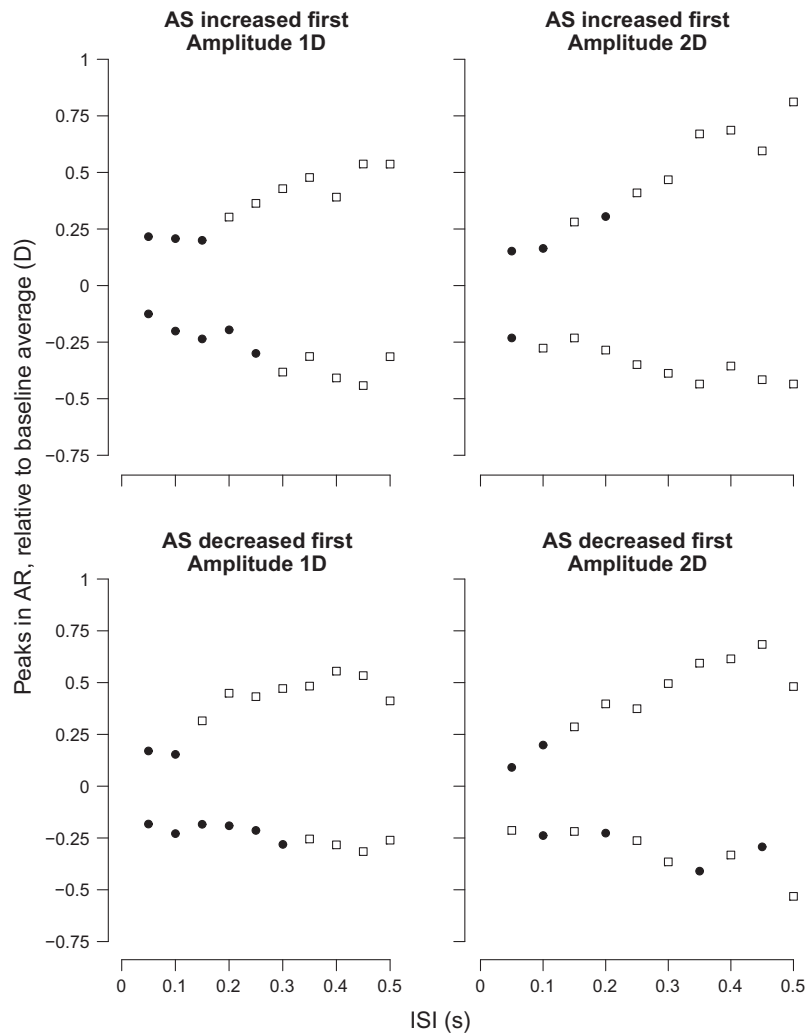 AS increased first
Amplitude 1D
AS increased first
Amplitude 2D
1
0.75
0.5
0.25
0
−0.25
−0.5
−0.75
Peaks in AR, relative to baseline average (D)
AS decreased first
Amplitude 1D
AS decreased first
Amplitude 2D
1
0.75
0.5
0.25
0
−0.25
−0.5
−0.75
0 0.1 0.2 0.3 0.4 0.5
0 0.1 0.2 0.3 0.4 0.5
ISI (s)